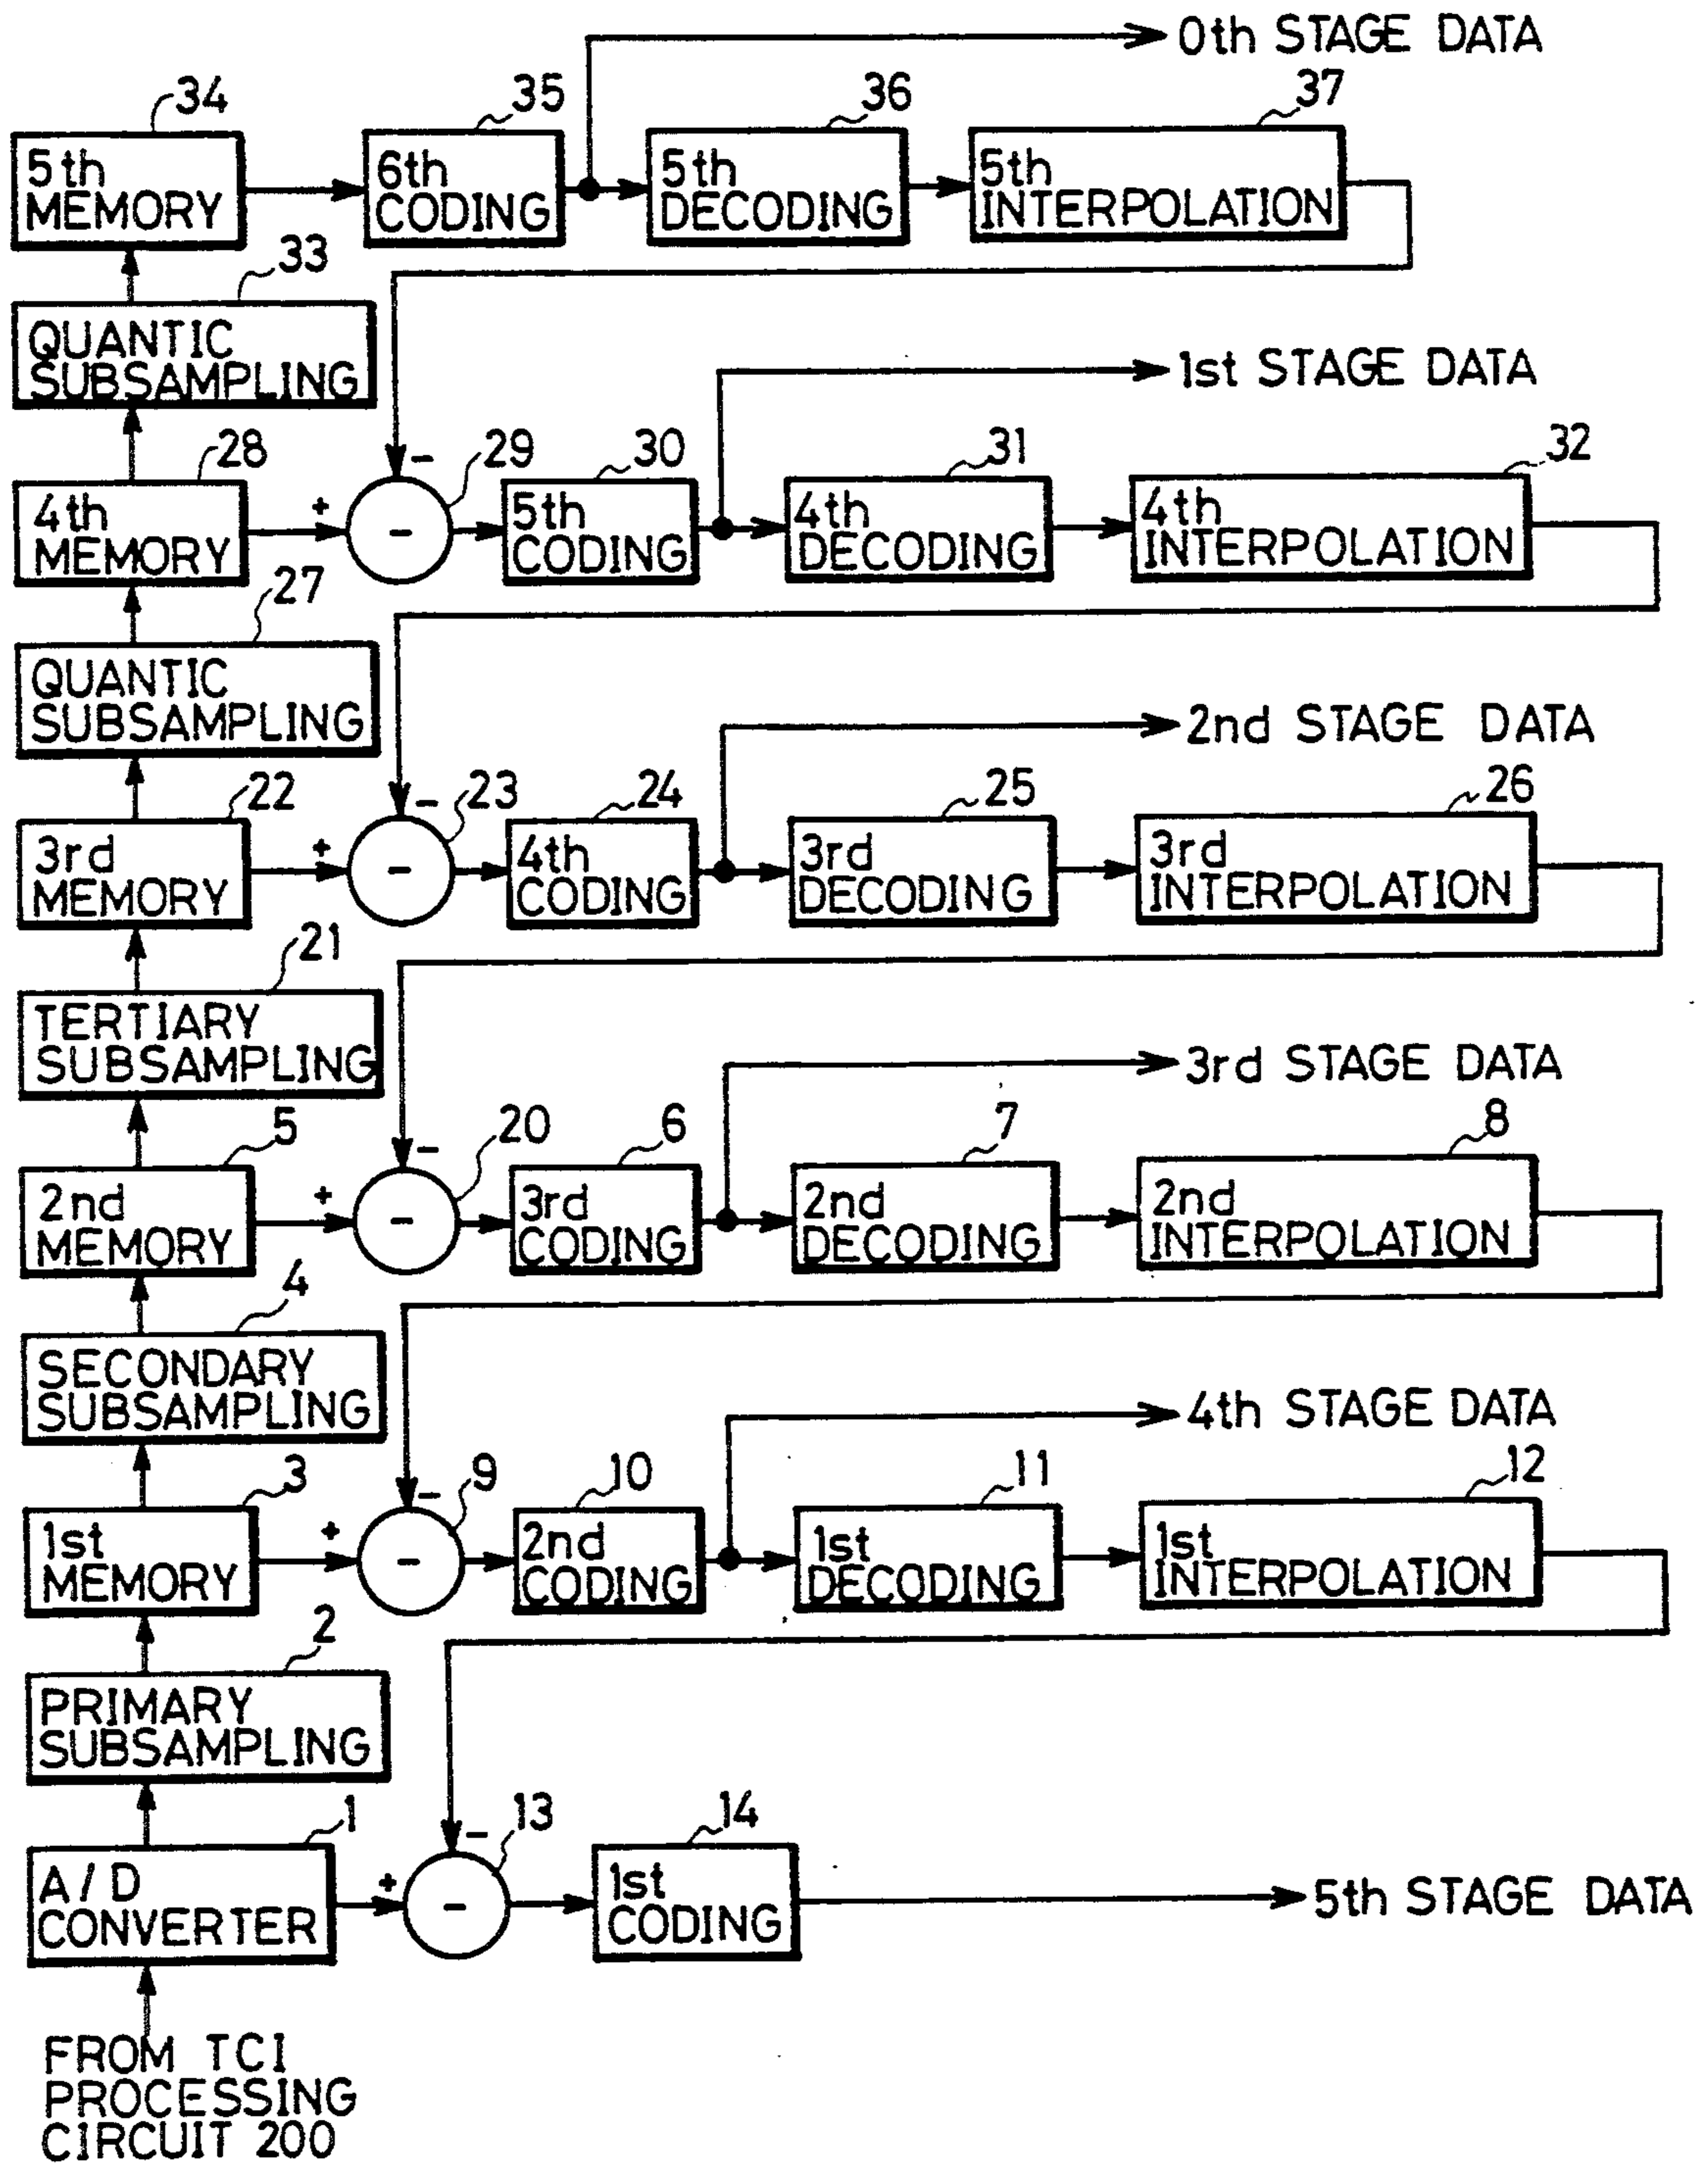 0th STAGE DATA
34
35
36
37
5th
MEMORY
6th
CODING
5th
DECODING
5th
INTERPOLATION
33
QUANTIC
SUBSAMPLING
1st STAGE DATA
28
29
30
31
32
-
+
4th
MEMORY
-
5th
CODING
4th
DECODING
4th
INTERPOLATION
27
QUANTIC
SUBSAMPLING
2nd STAGE DATA
22
23
24
25
26
-
+
3rd
MEMORY
-
4th
CODING
3rd
DECODING
3rd
INTERPOLATION
21
TERTIARY
SUBSAMPLING
3rd STAGE DATA
5
20
6
7
8
-
+
2nd
MEMORY
-
3rd
CODING
2nd
DECODING
2nd
INTERPOLATION
4
SECONDARY
SUBSAMPLING
4th STAGE DATA
3
9
10
11
12
-
+
1st
MEMORY
-
2nd
CODING
1st
DECODING
1st
INTERPOLATION
2
PRIMARY
SUBSAMPLING
1
13
14
-
+
A/D
CONVERTER
-
1st
CODING
5th STAGE DATA
FROM TCI
PROCESSING
CIRCUIT 200